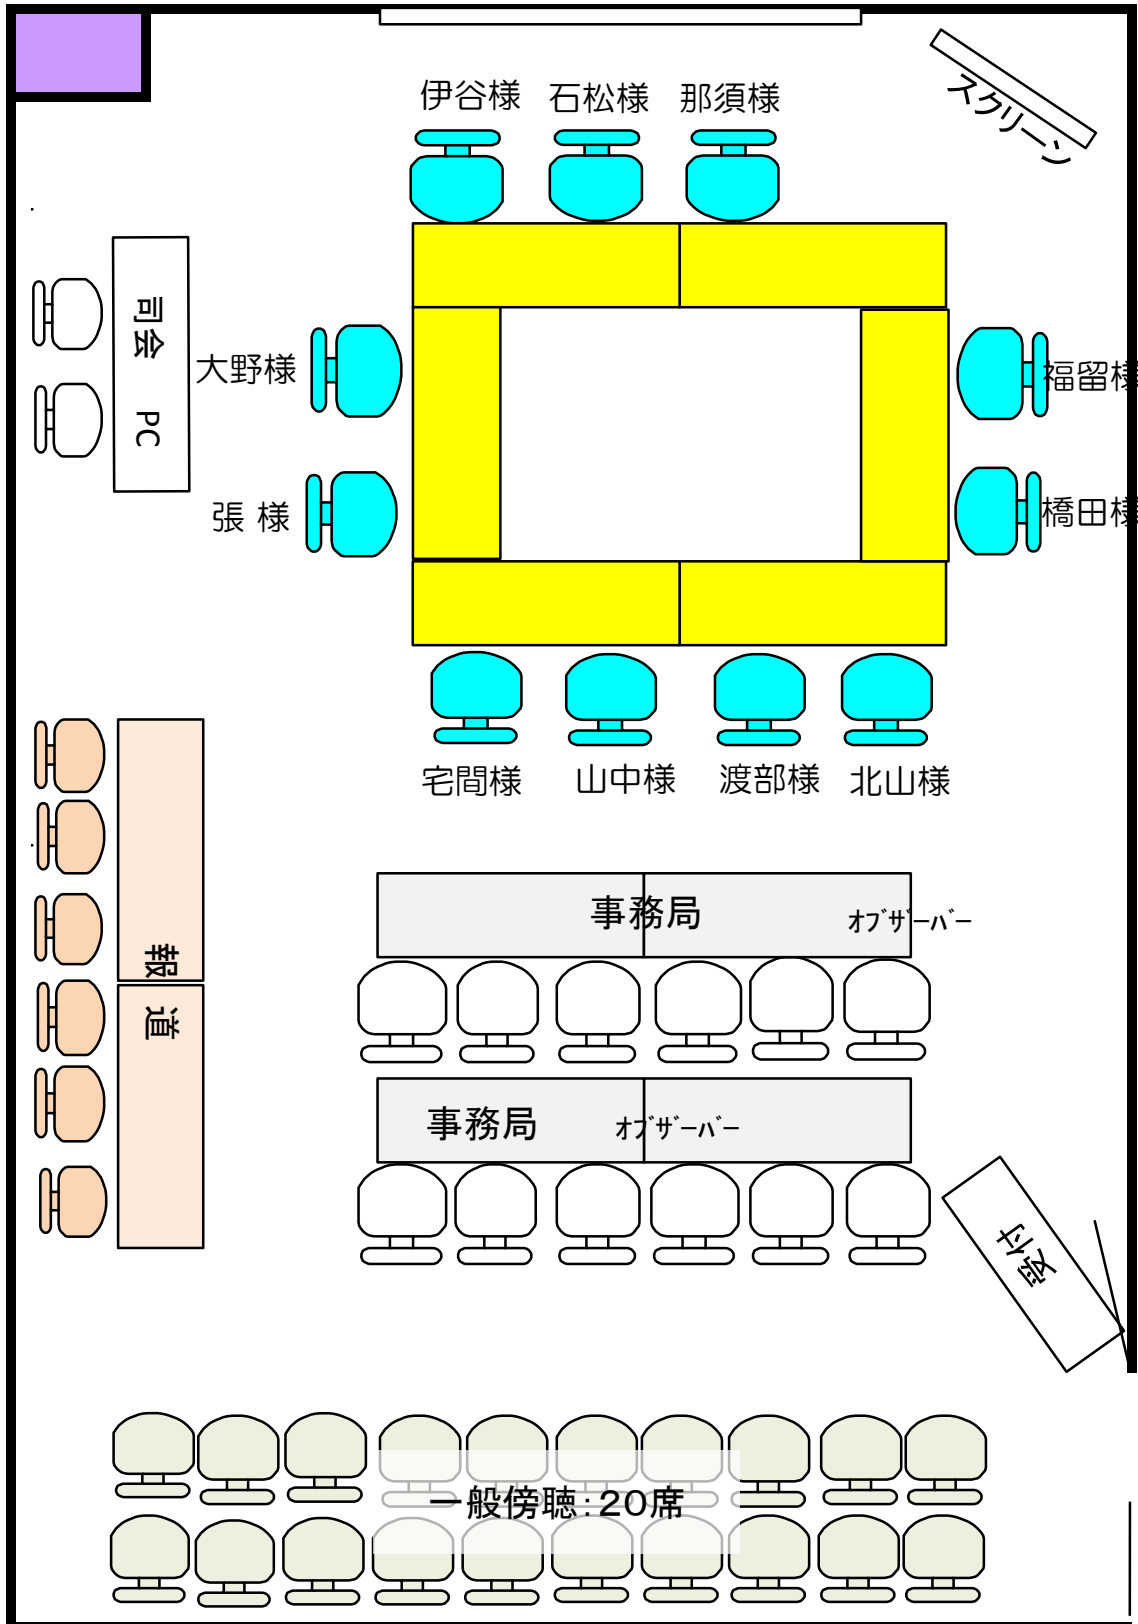 伊谷様 石松様 那須様
スクリーン
司会 PC
大野様
福留様
張 様
橋田様
宅間様 山中様 渡部様 北山様
事務局 ｵﾌﾞｻﾞｰﾊﾞｰ
報道
事務局 ｵﾌﾞｻﾞｰﾊﾞｰ
受付
一般傍聴：２０席